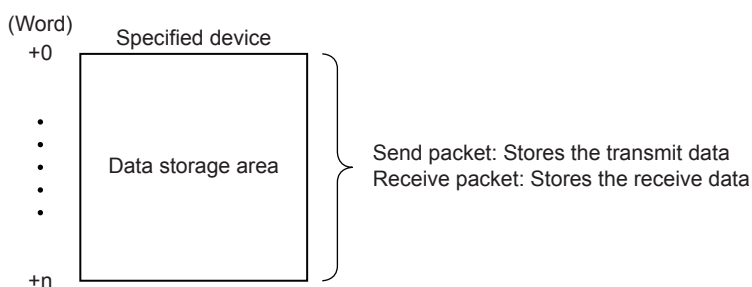 (Word)
Specified device
+0
Data storage area
Send packet: Stores the transmit data
Receive packet: Stores the receive data
+n